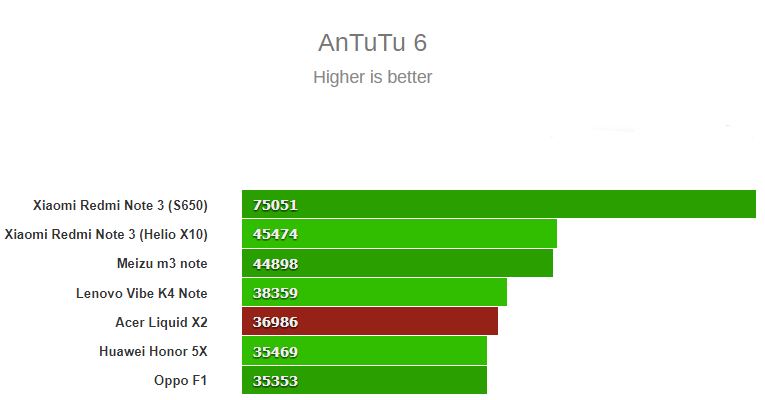 AnTuTu 6
Higher is better
Xiaomi Redmi Note 3 (S650) 75051
Xiaomi Redmi Note 3 (Helio X10) 45474
Meizu m3 note 44898
Lenovo Vibe K4 Note 38359
Acer Liquid X2 36986
Huawei Honor 5X 35469
Oppo F1 35353